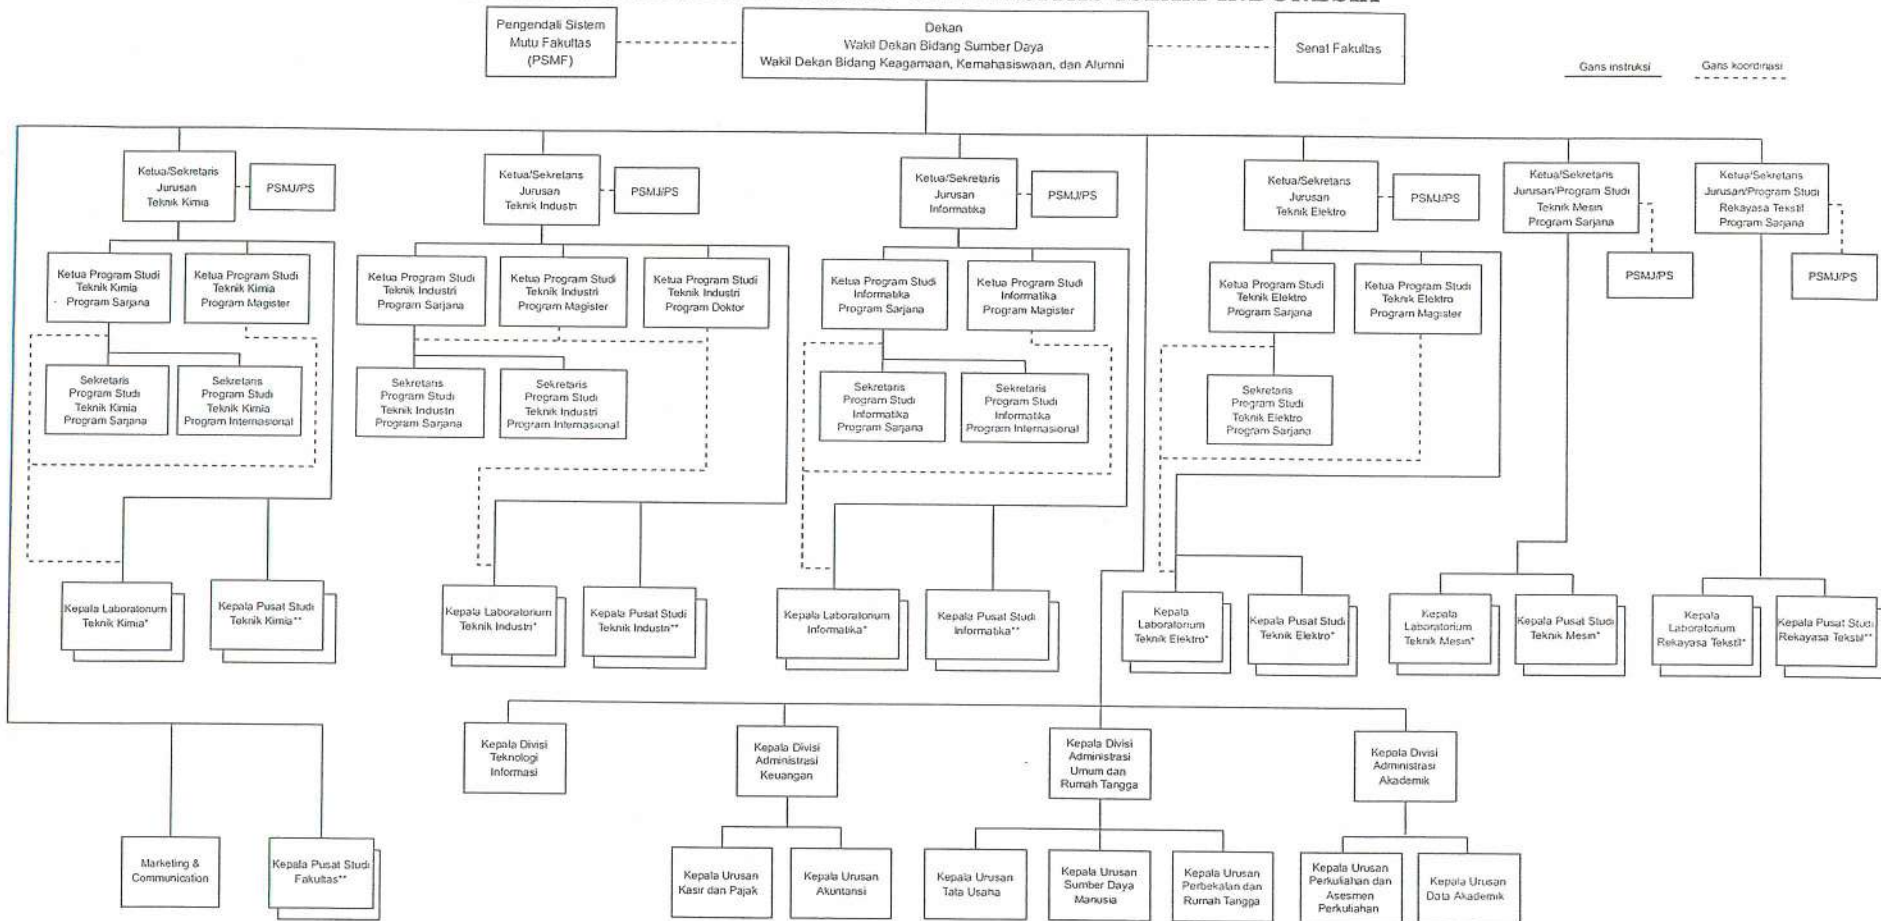 Pengendali Sistem
Mutu Fakultas
(PSMF)
Dekan
Wakil Dekan Bidang Sumber Daya
Wakil Dekan Bidang Keagamaan, Kemahasiswaan, dan Alumni
Senat Fakultas
Garis instruksi
Garis koordinasi
Ketua/Sekretaris
Jurusan
Teknik Kimia
PSMJ/PS
Ketua/Sekretaris
Jurusan
Teknik Industri
PSMJ/PS
Ketua/Sekretaris
Jurusan
Informatika
PSMJ/PS
Ketua/Sekretaris
Jurusan
Teknik Elektro
PSMJ/PS
Ketua/Sekretaris
Jurusan/Program Studi
Teknik Mesin
Program Sarjana
Ketua/Sekretaris
Jurusan/Program Studi
Rekayasa Tekstil
Program Sarjana
PSMJ/PS
PSMJ/PS
Ketua Program Studi
Teknik Kimia
Program Sarjana
Ketua Program Studi
Teknik Kimia
Program Magister
Ketua Program Studi
Teknik Industri
Program Sarjana
Ketua Program Studi
Teknik Industri
Program Magister
Ketua Program Studi
Teknik Industri
Program Doktor
Ketua Program Studi
Informatika
Program Sarjana
Ketua Program Studi
Informatika
Program Magister
Ketua Program Studi
Teknik Elektro
Program Sarjana
Ketua Program Studi
Teknik Elektro
Program Magister
Sekretaris
Program Studi
Teknik Kimia
Program Sarjana
Sekretaris
Program Studi
Teknik Kimia
Program Internasional
Sekretaris
Program Studi
Teknik Industri
Program Sarjana
Sekretaris
Program Studi
Teknik Industri
Program Internasional
Sekretaris
Program Studi
Informatika
Program Sarjana
Sekretaris
Program Studi
Informatika
Program Internasional
Sekretaris
Program Studi
Teknik Elektro
Program Sarjana
Kepala Laboratorium
Teknik Kimia*
Kepala Pusat Studi
Teknik Kimia**
Kepala Laboratorium
Teknik Industri*
Kepala Pusat Studi
Teknik Industri**
Kepala Laboratorium
Informatika*
Kepala Pusat Studi
Informatika**
Kepala
Laboratorium
Teknik Elektro*
Kepala Pusat Studi
Teknik Elektro*
Kepala
Laboratorium
Teknik Mesin*
Kepala Pusat Studi
Teknik Mesin*
Kepala
Laboratorium
Rekayasa Tekstil*
Kepala Pusat Studi
Rekayasa Tekstil**
Kepala Divisi
Teknologi
Informasi
Kepala Divisi
Administrasi
Keuangan
Kepala Divisi
Administrasi
Umum dan
Rumah Tangga
Kepala Divisi
Administrasi
Akademik
Marketing &
Communication
Kepala Pusat Studi
Fakultas**
Kepala Urusan
Kasir dan Pajak
Kepala Urusan
Akuntansi
Kepala Urusan
Tata Usaha
Kepala Urusan
Sumber Daya
Manusia
Kepala Urusan
Perbekalan dan
Rumah Tangga
Kepala Urusan
Perkuliahan dan
Asesmen
Perkuliahan
Kepala Urusan
Data Akademik